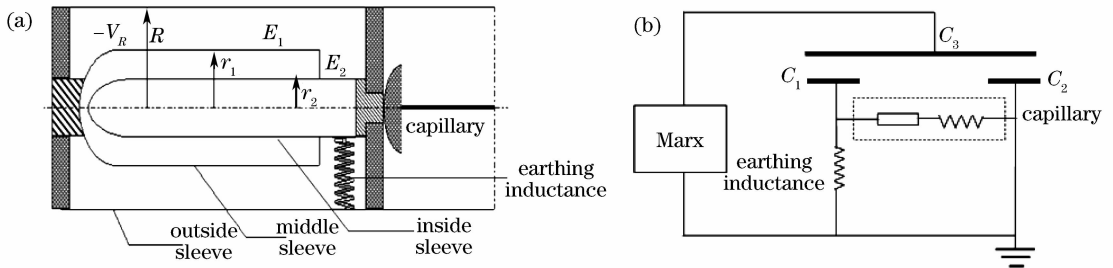 (a)
−V_R
R
E_1
r_1
E_2
r_2
capillary
earthing
inductance
outside
sleeve
middle
sleeve
inside
sleeve
(b)
C_3
C_1
C_2
capillary
Marx
earthing
inductance